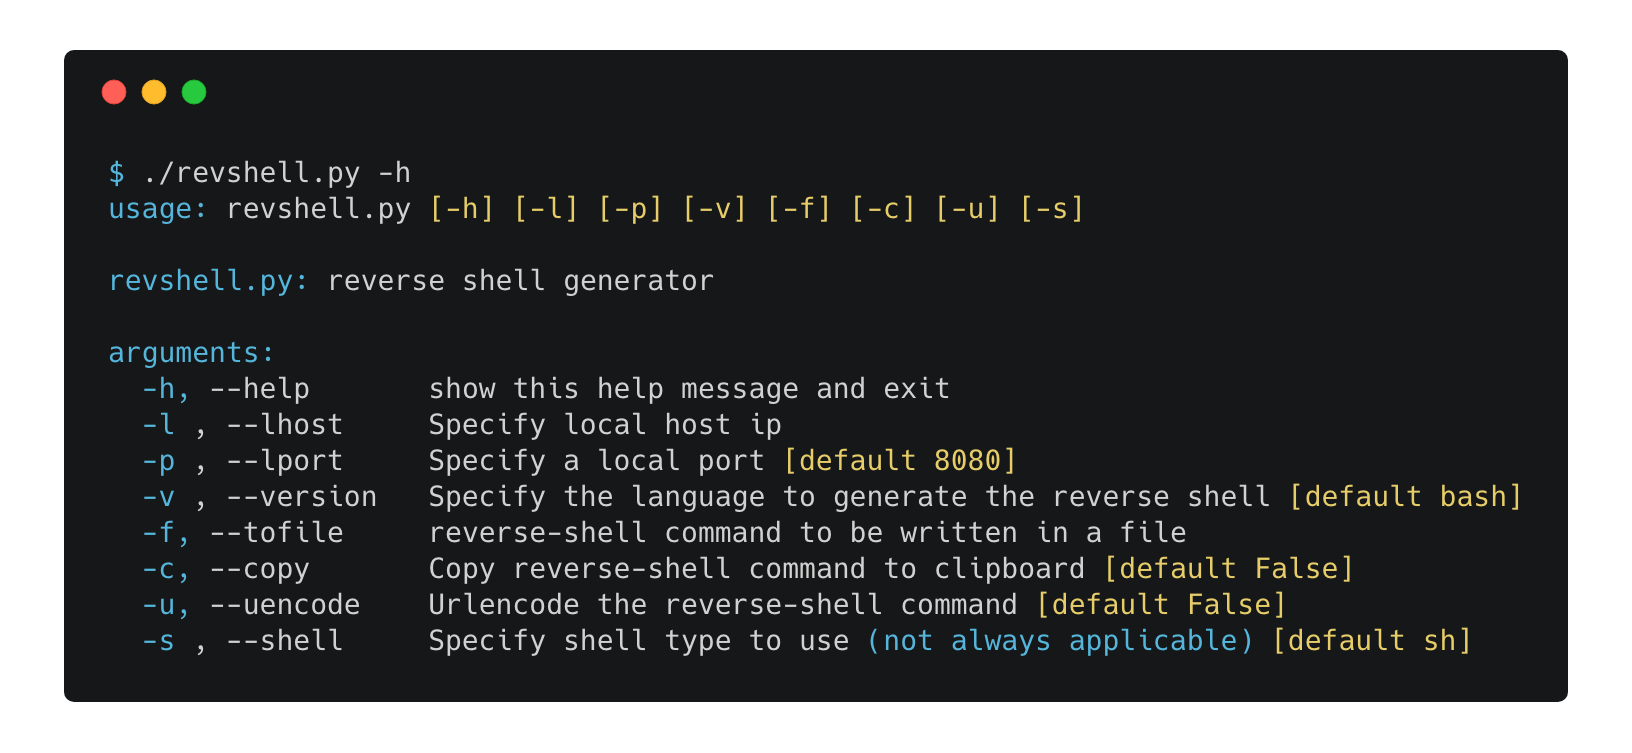 $ ./revshell.py -h
usage: revshell.py [-h] [-l] [-p] [-v] [-f] [-c] [-u] [-s]
revshell.py: reverse shell generator
arguments:
-h, --help show this help message and exit
-l , --lhost Specify local host ip
-p , --lport Specify a local port [default 8080]
-v , --version Specify the language to generate the reverse shell [default bash]
-f, --tofile reverse-shell command to be written in a file
-c, --copy Copy reverse-shell command to clipboard [default False]
-u, --uencode Urlencode the reverse-shell command [default False]
-s , --shell Specify shell type to use (not always applicable) [default sh]